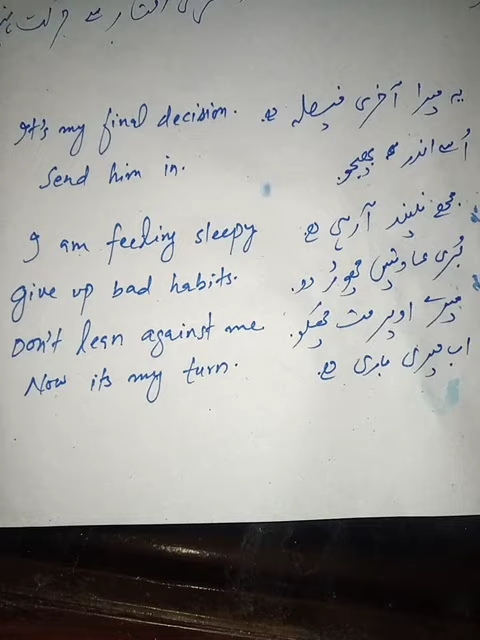 سے
It's my final decision. یہ میرا آخری فیصلہ ہے۔
Send him in. اُسے اندر بھیجو۔
I am feeling sleepy مجھے نیند آرہی ہے۔
Give up bad habits. بُری عادتیں چھوڑ دو۔
Don't lean against me. میرے اوپر مت جھکو۔
Now its my turn. اب میری باری ہے۔